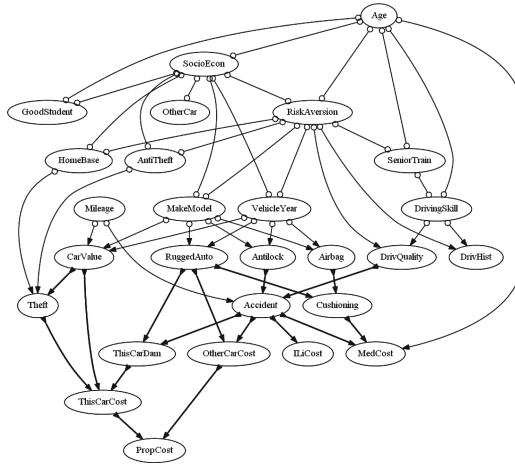 Age
SocioEcon
GoodStudent
OtherCar
RiskAversion
HomeBase
AntiTheft
SeniorTrain
Mileage
MakeModel
VehicleYear
DrivingSkill
CarValue
RuggedAuto
Antilock
Airbag
DrivQuality
DrivHist
Theft
Accident
Cushioning
ThisCarDam
OtherCarCost
ILiCost
MedCost
ThisCarCost
PropCost